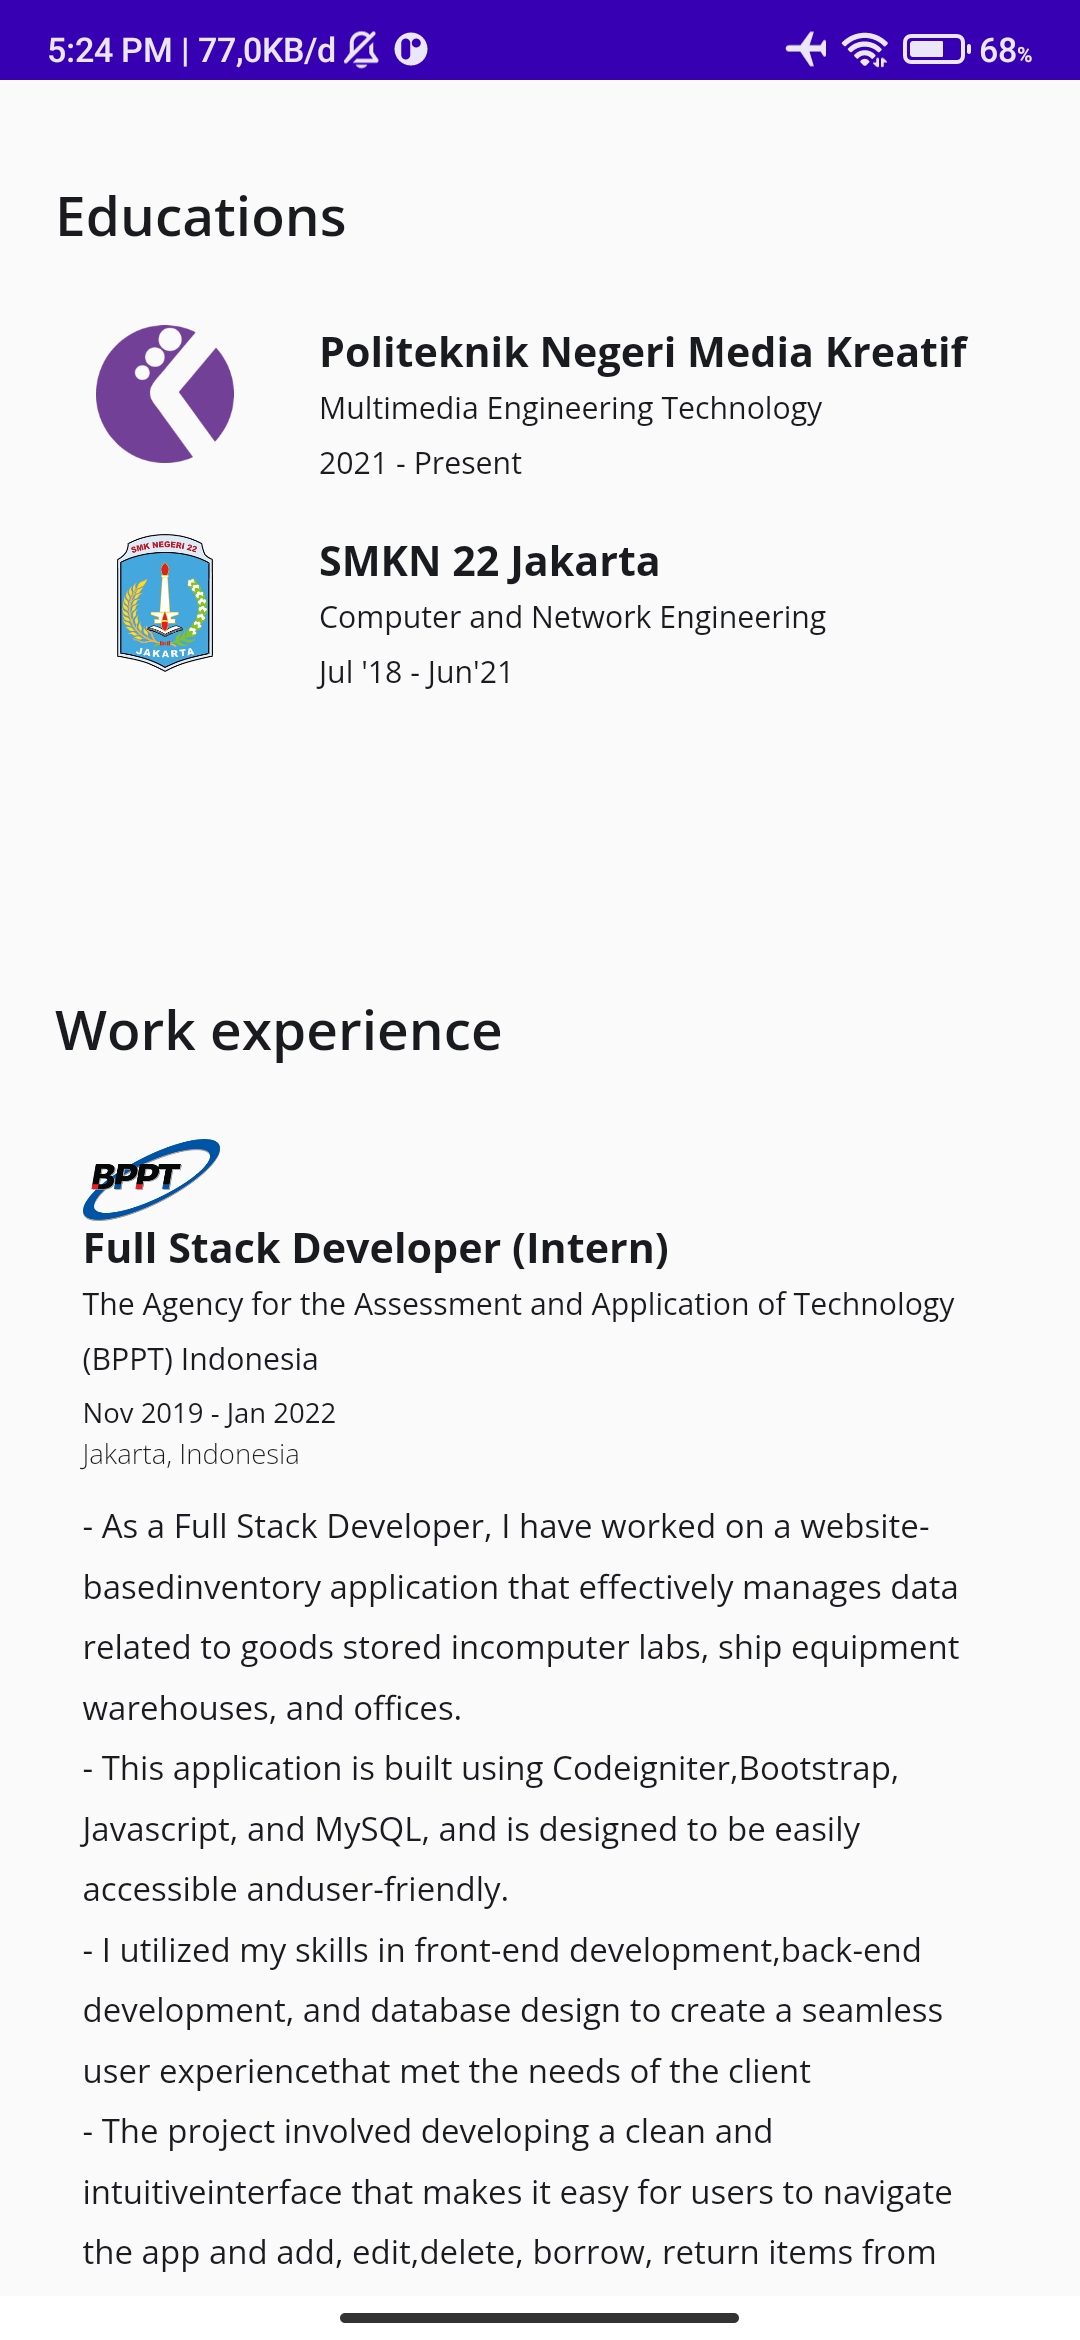 5:24 PM | 77,0KB/d 68%
Educations
Politeknik Negeri Media Kreatif
Multimedia Engineering Technology
2021 - Present
SMK NEGERI 22
JAKARTA
SMKN 22 Jakarta
Computer and Network Engineering
Jul '18 - Jun'21
Work experience
BPPT
Full Stack Developer (Intern)
The Agency for the Assessment and Application of Technology
(BPPT) Indonesia
Nov 2019 - Jan 2022
Jakarta, Indonesia
- As a Full Stack Developer, I have worked on a website-
basedinventory application that effectively manages data
related to goods stored incomputer labs, ship equipment
warehouses, and offices.
- This application is built using Codeigniter,Bootstrap,
Javascript, and MySQL, and is designed to be easily
accessible anduser-friendly.
- I utilized my skills in front-end development,back-end
development, and database design to create a seamless
user experiencethat met the needs of the client
- The project involved developing a clean and
intuitiveinterface that makes it easy for users to navigate
the app and add, edit,delete, borrow, return items from